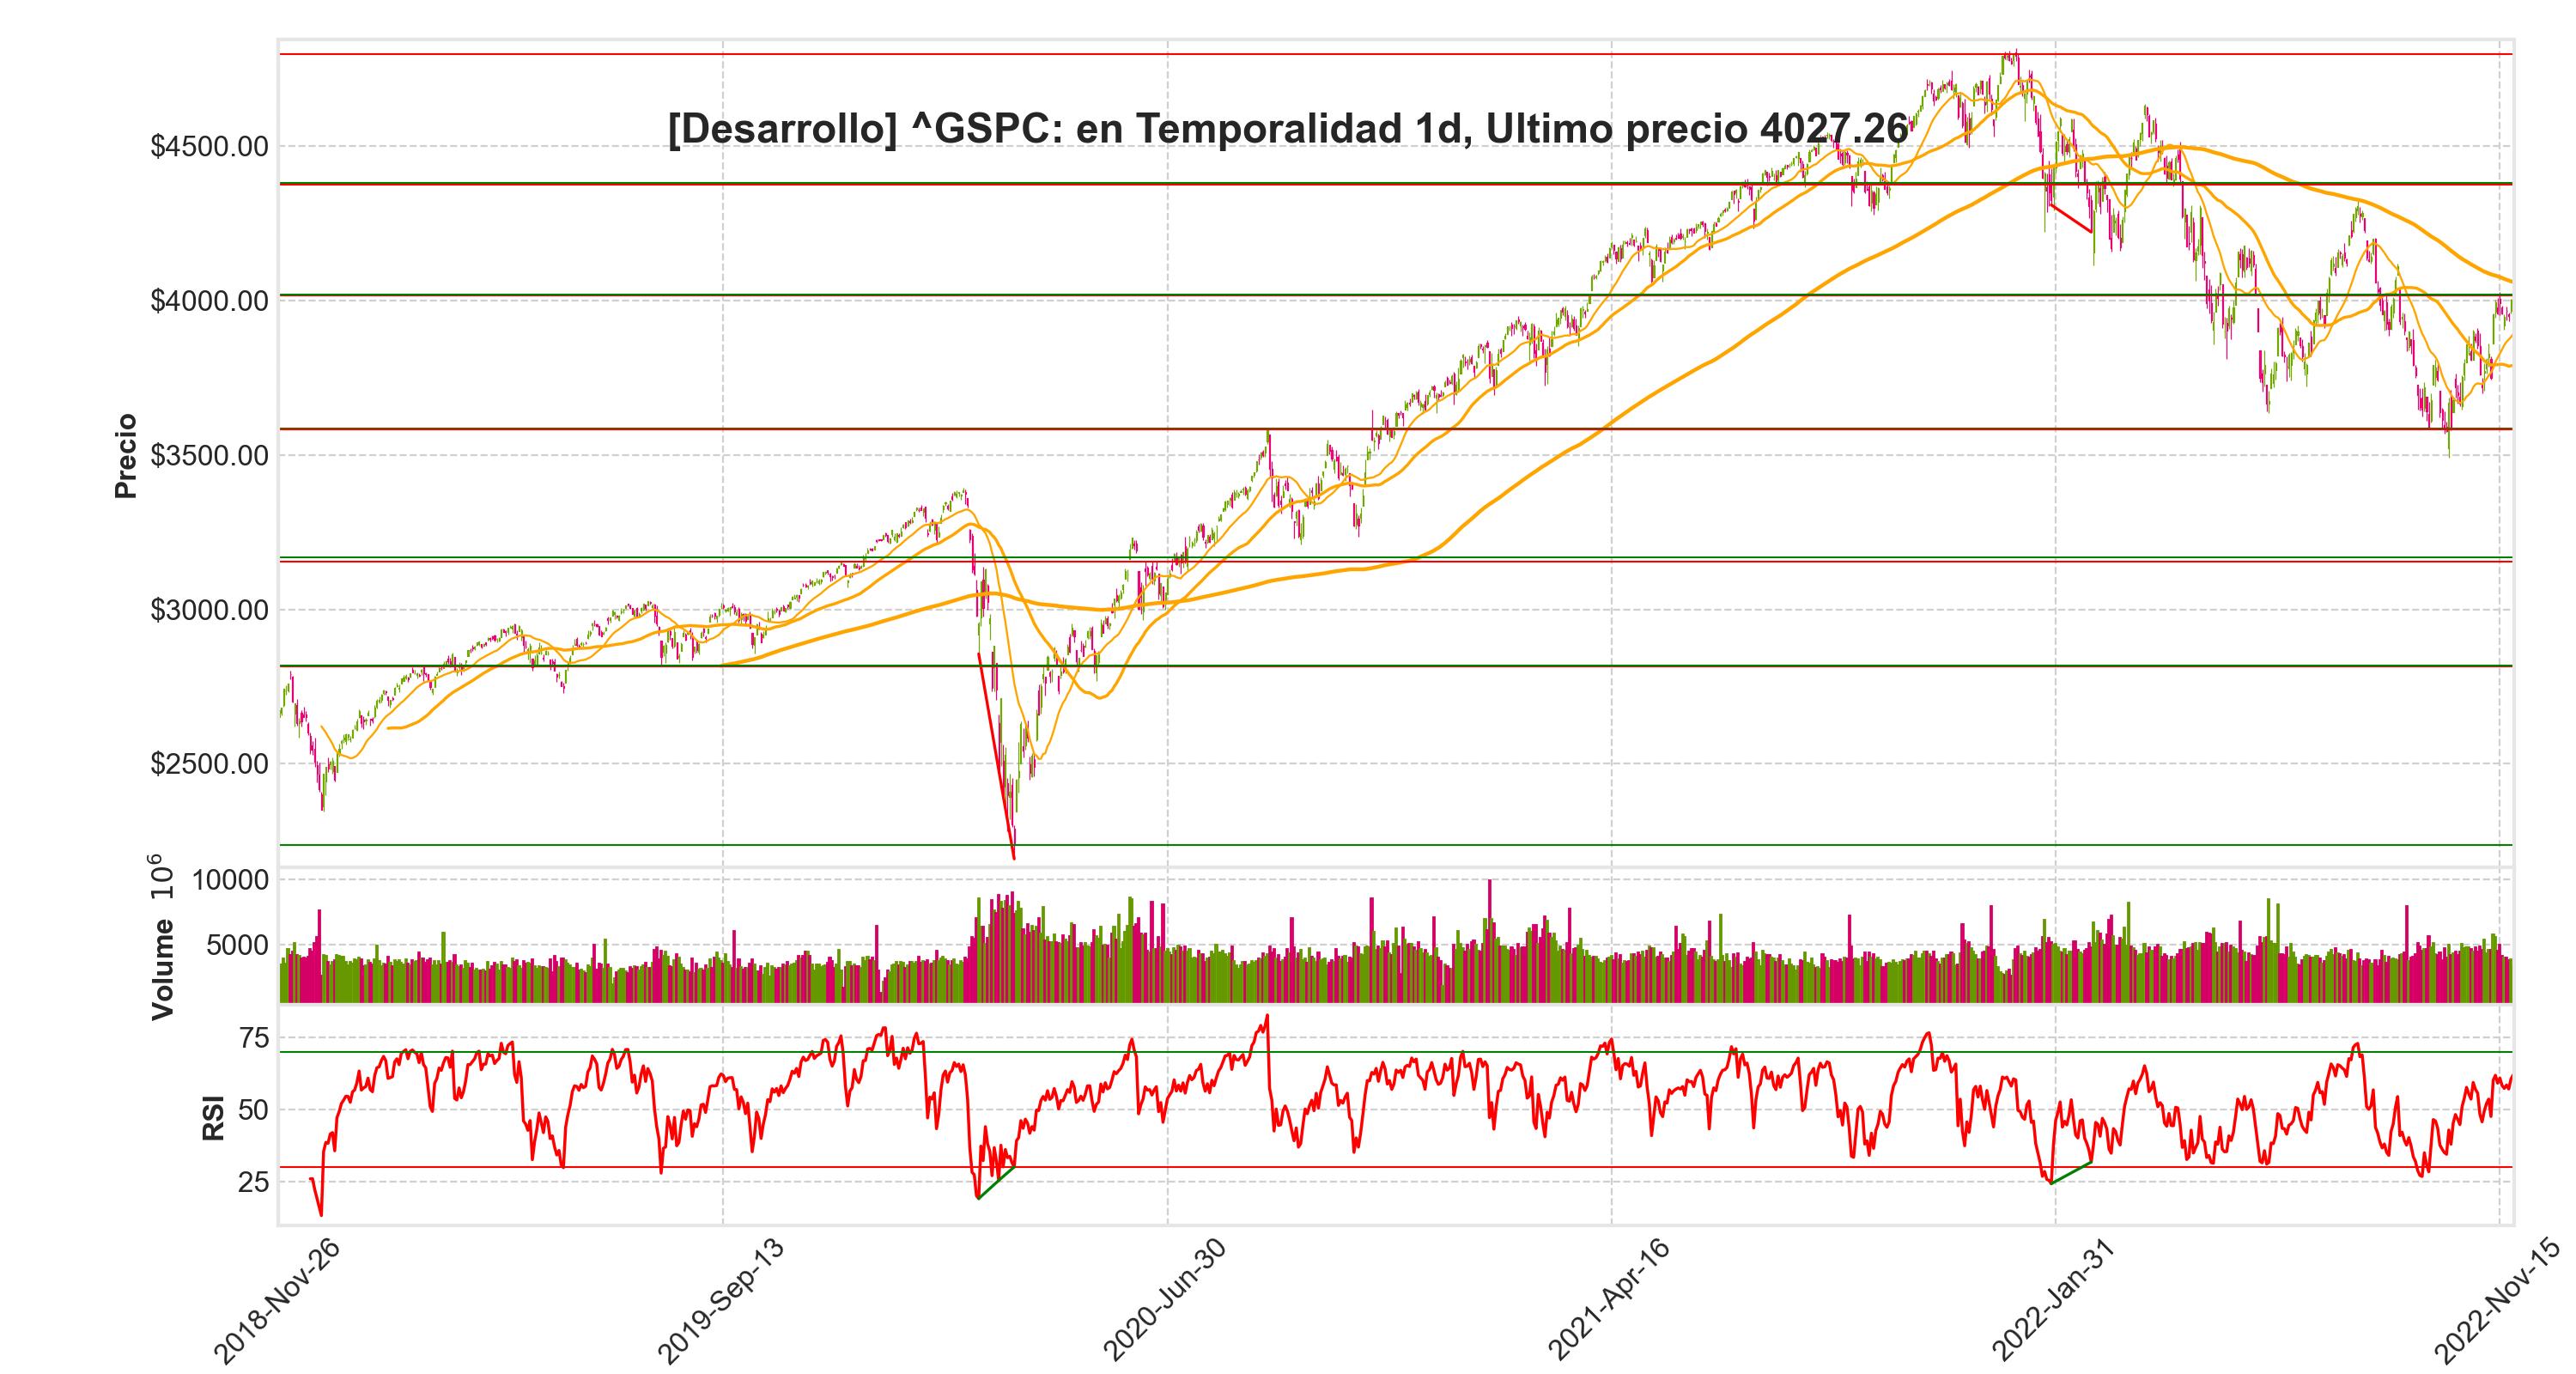 [Desarrollo] ^GSPC: en Temporalidad 1d, Ultimo precio 4027.26
Precio
$4500.00
$4000.00
$3500.00
$3000.00
$2500.00
Volume 10^6
10000
5000
RSI
75
50
25
2018-Nov-26
2019-Sep-13
2020-Jun-30
2021-Apr-16
2022-Jan-31
2022-Nov-15